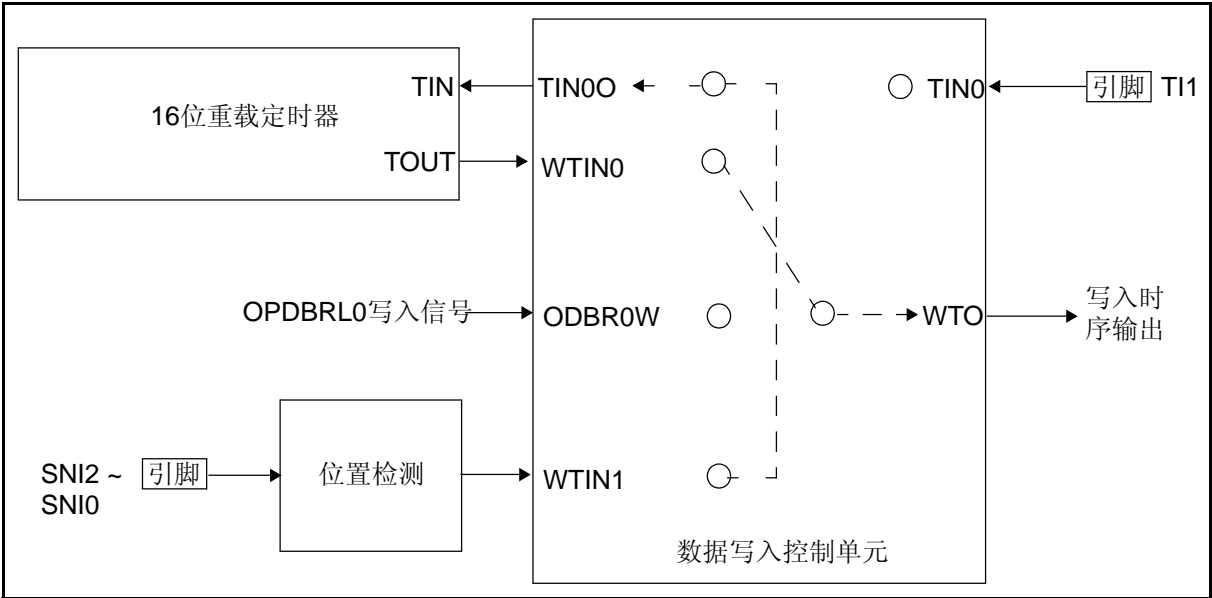 TIN
TIN0O
TIN0
引脚 TI1
16位重载定时器
TOUT
WTIN0
OPDBRL0写入信号
ODBR0W
WTO
写入时
序输出
SNI2 ~ 引脚
SNI0
位置检测
WTIN1
数据写入控制单元